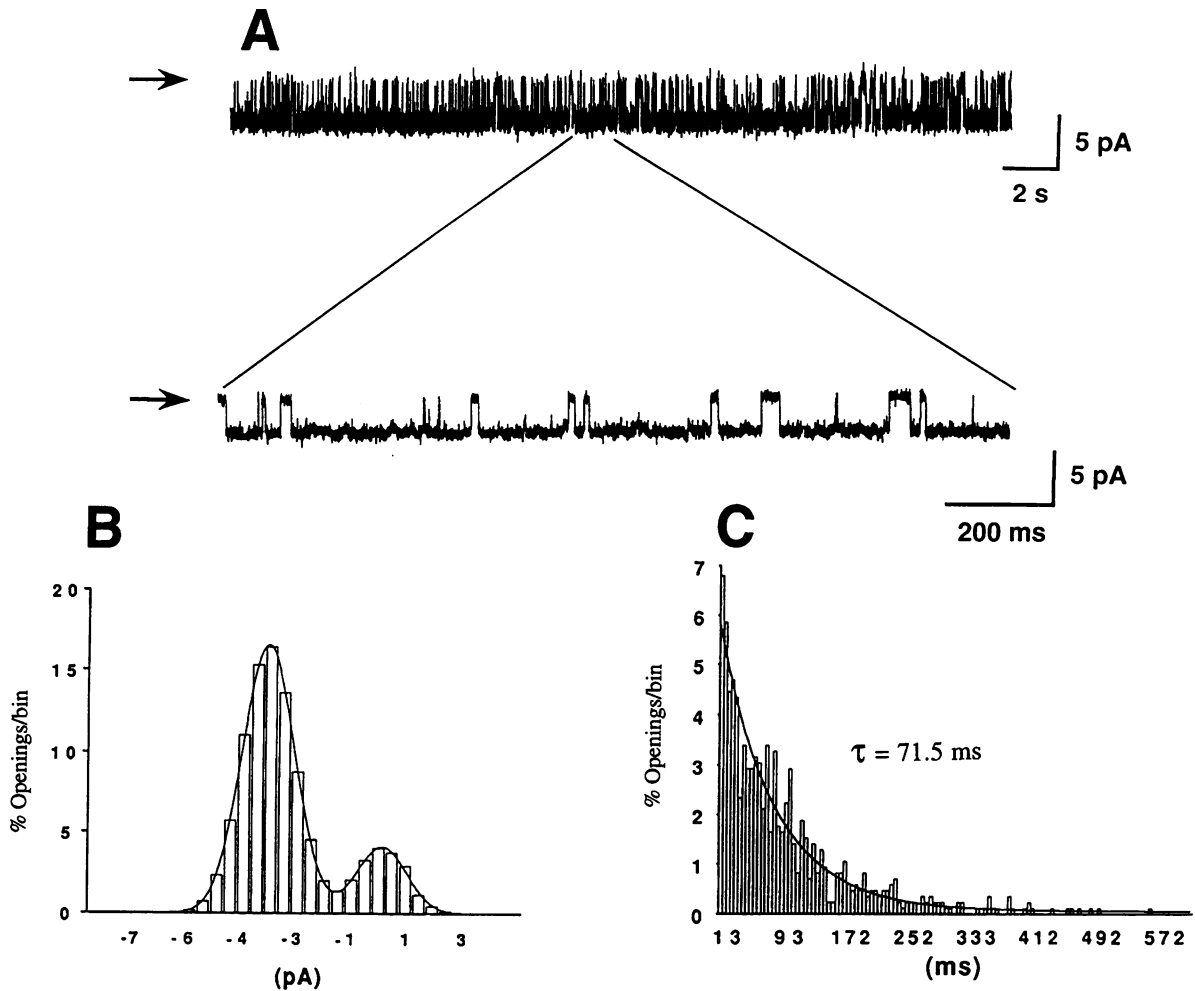 A
5 pA
2 s
5 pA
200 ms
B
20
15
10
5
0
% Openings/bin
-7 -6 -4 -3 -1 1 3
(pA)
C
7
6
5
4
3
2
1
0
% Openings/bin
τ = 71.5 ms
13 93 172 252 333 412 492 572
(ms)